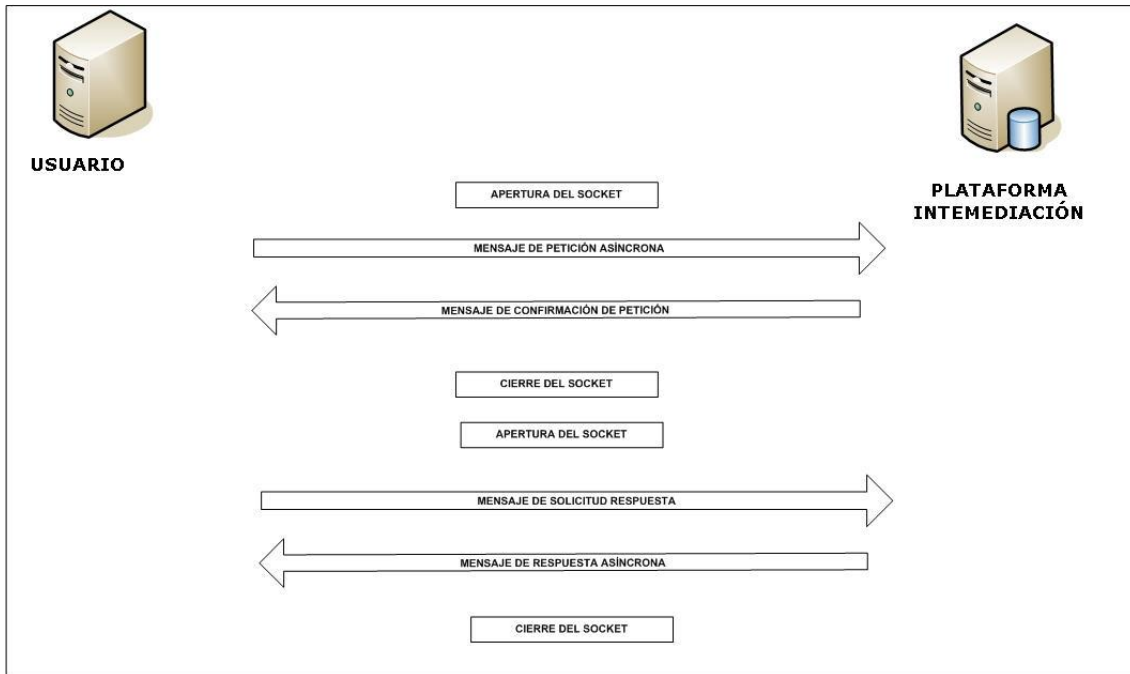 USUARIO
PLATAFORMA
INTEMEDIACIÓN
APERTURA DEL SOCKET
MENSAJE DE PETICIÓN ASÍNCRONA
MENSAJE DE CONFIRMACIÓN DE PETICIÓN
CIERRE DEL SOCKET
APERTURA DEL SOCKET
MENSAJE DE SOLICITUD RESPUESTA
MENSAJE DE RESPUESTA ASÍNCRONA
CIERRE DEL SOCKET